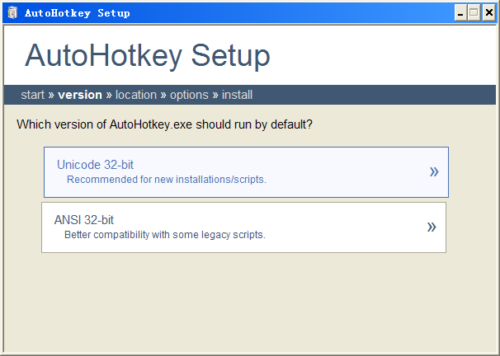 AutoHotkey Setup
AutoHotkey Setup
start » version » location » options » install
Which version of AutoHotkey.exe should run by default?
Unicode 32-bit
Recommended for new installations/scripts.
»
ANSI 32-bit
Better compatibility with some legacy scripts.
»